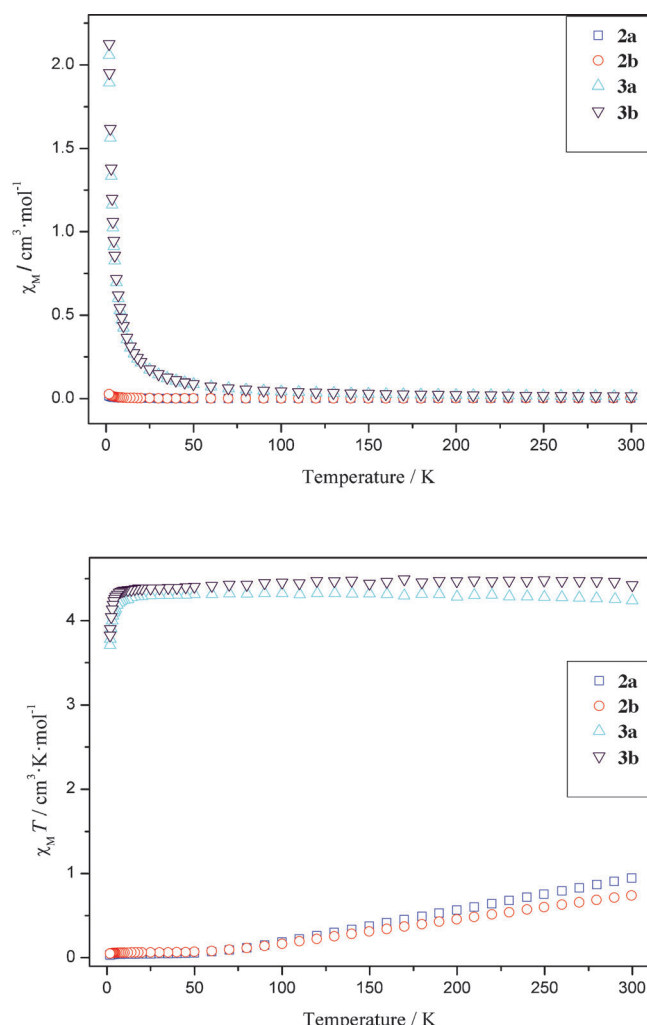 2a
2b
3a
3b
2.0
1.5
1.0
0.5
0.0
χM / cm³·mol⁻¹
0 50 100 150 200 250 300
Temperature / K
4
3
2
1
0
χM T / cm³·K·mol⁻¹
2a
2b
3a
3b
0 50 100 150 200 250 300
Temperature / K